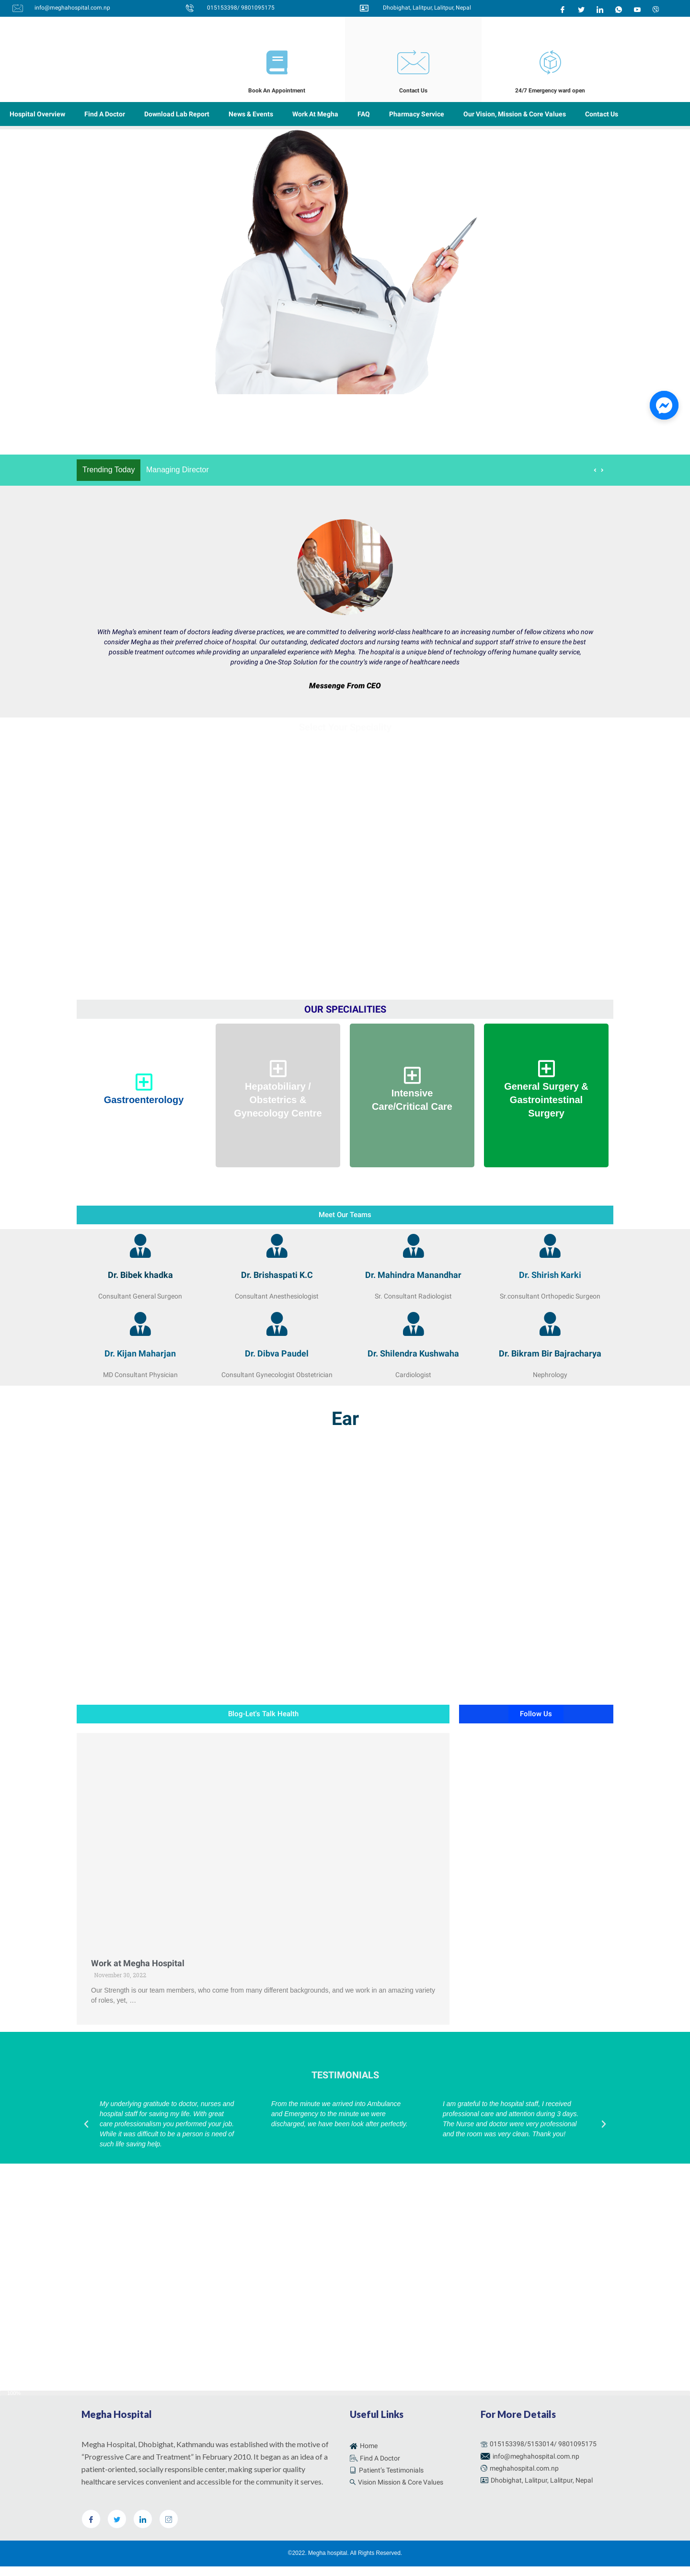 info@meghahospital.com.np
015153398/ 9801095175
Dhobighat, Lalitpur, Lalitpur, Nepal
Book An Appointment
Contact Us
24/7 Emergency ward open
Hospital Overview
Find A Doctor
Download Lab Report
News & Events
Work At Megha
FAQ
Pharmacy Service
Our Vision, Mission & Core Values
Contact Us
Trending Today
Managing Director
With Megha's eminent team of doctors leading diverse practices, we are committed to delivering world-class healthcare to an increasing number of fellow citizens who now
consider Megha as their preferred choice of hospital. Our outstanding, dedicated doctors and nursing teams with technical and support staff strive to ensure the best
possible treatment outcomes while providing an unparalleled experience with Megha. The hospital is a unique blend of technology offering humane quality service,
providing a One-Stop Solution for the country's wide range of healthcare needs
Messenge From CEO
OUR SPECIALITIES
Gastroenterology
Hepatobiliary /
Obstetrics &
Gynecology Centre
Intensive
Care/Critical Care
General Surgery &
Gastrointestinal
Surgery
Meet Our Teams
Dr. Bibek khadka
Consultant General Surgeon
Dr. Brishaspati K.C
Consultant Anesthesiologist
Dr. Mahindra Manandhar
Sr. Consultant Radiologist
Dr. Shirish Karki
Sr.consultant Orthopedic Surgeon
Dr. Kijan Maharjan
MD Consultant Physician
Dr. Dibva Paudel
Consultant Gynecologist Obstetrician
Dr. Shilendra Kushwaha
Cardiologist
Dr. Bikram Bir Bajracharya
Nephrology
Ear
Blog-Let's Talk Health
Follow Us
Work at Megha Hospital
November 30, 2022
Our Strength is our team members, who come from many different backgrounds, and we work in an amazing variety
of roles, yet, …
TESTIMONIALS
My underlying gratitude to doctor, nurses and
hospital staff for saving my life. With great
care professionalism you performed your job.
While it was difficult to be a person is need of
such life saving help.
From the minute we arrived into Ambulance
and Emergency to the minute we were
discharged, we have been look after perfectly.
I am grateful to the hospital staff, I received
professional care and attention during 3 days.
The Nurse and doctor were very professional
and the room was very clean. Thank you!
Megha Hospital
Megha Hospital, Dhobighat, Kathmandu was established with the motive of
"Progressive Care and Treatment" in February 2010. It began as an idea of a
patient-oriented, socially responsible center, making superior quality
healthcare services convenient and accessible for the community it serves.
Useful Links
Home
Find A Doctor
Patient's Testimonials
Vision Mission & Core Values
For More Details
015153398/5153014/ 9801095175
info@meghahospital.com.np
meghahospital.com.np
Dhobighat, Lalitpur, Lalitpur, Nepal
©2022. Megha hospital. All Rights Reserved.